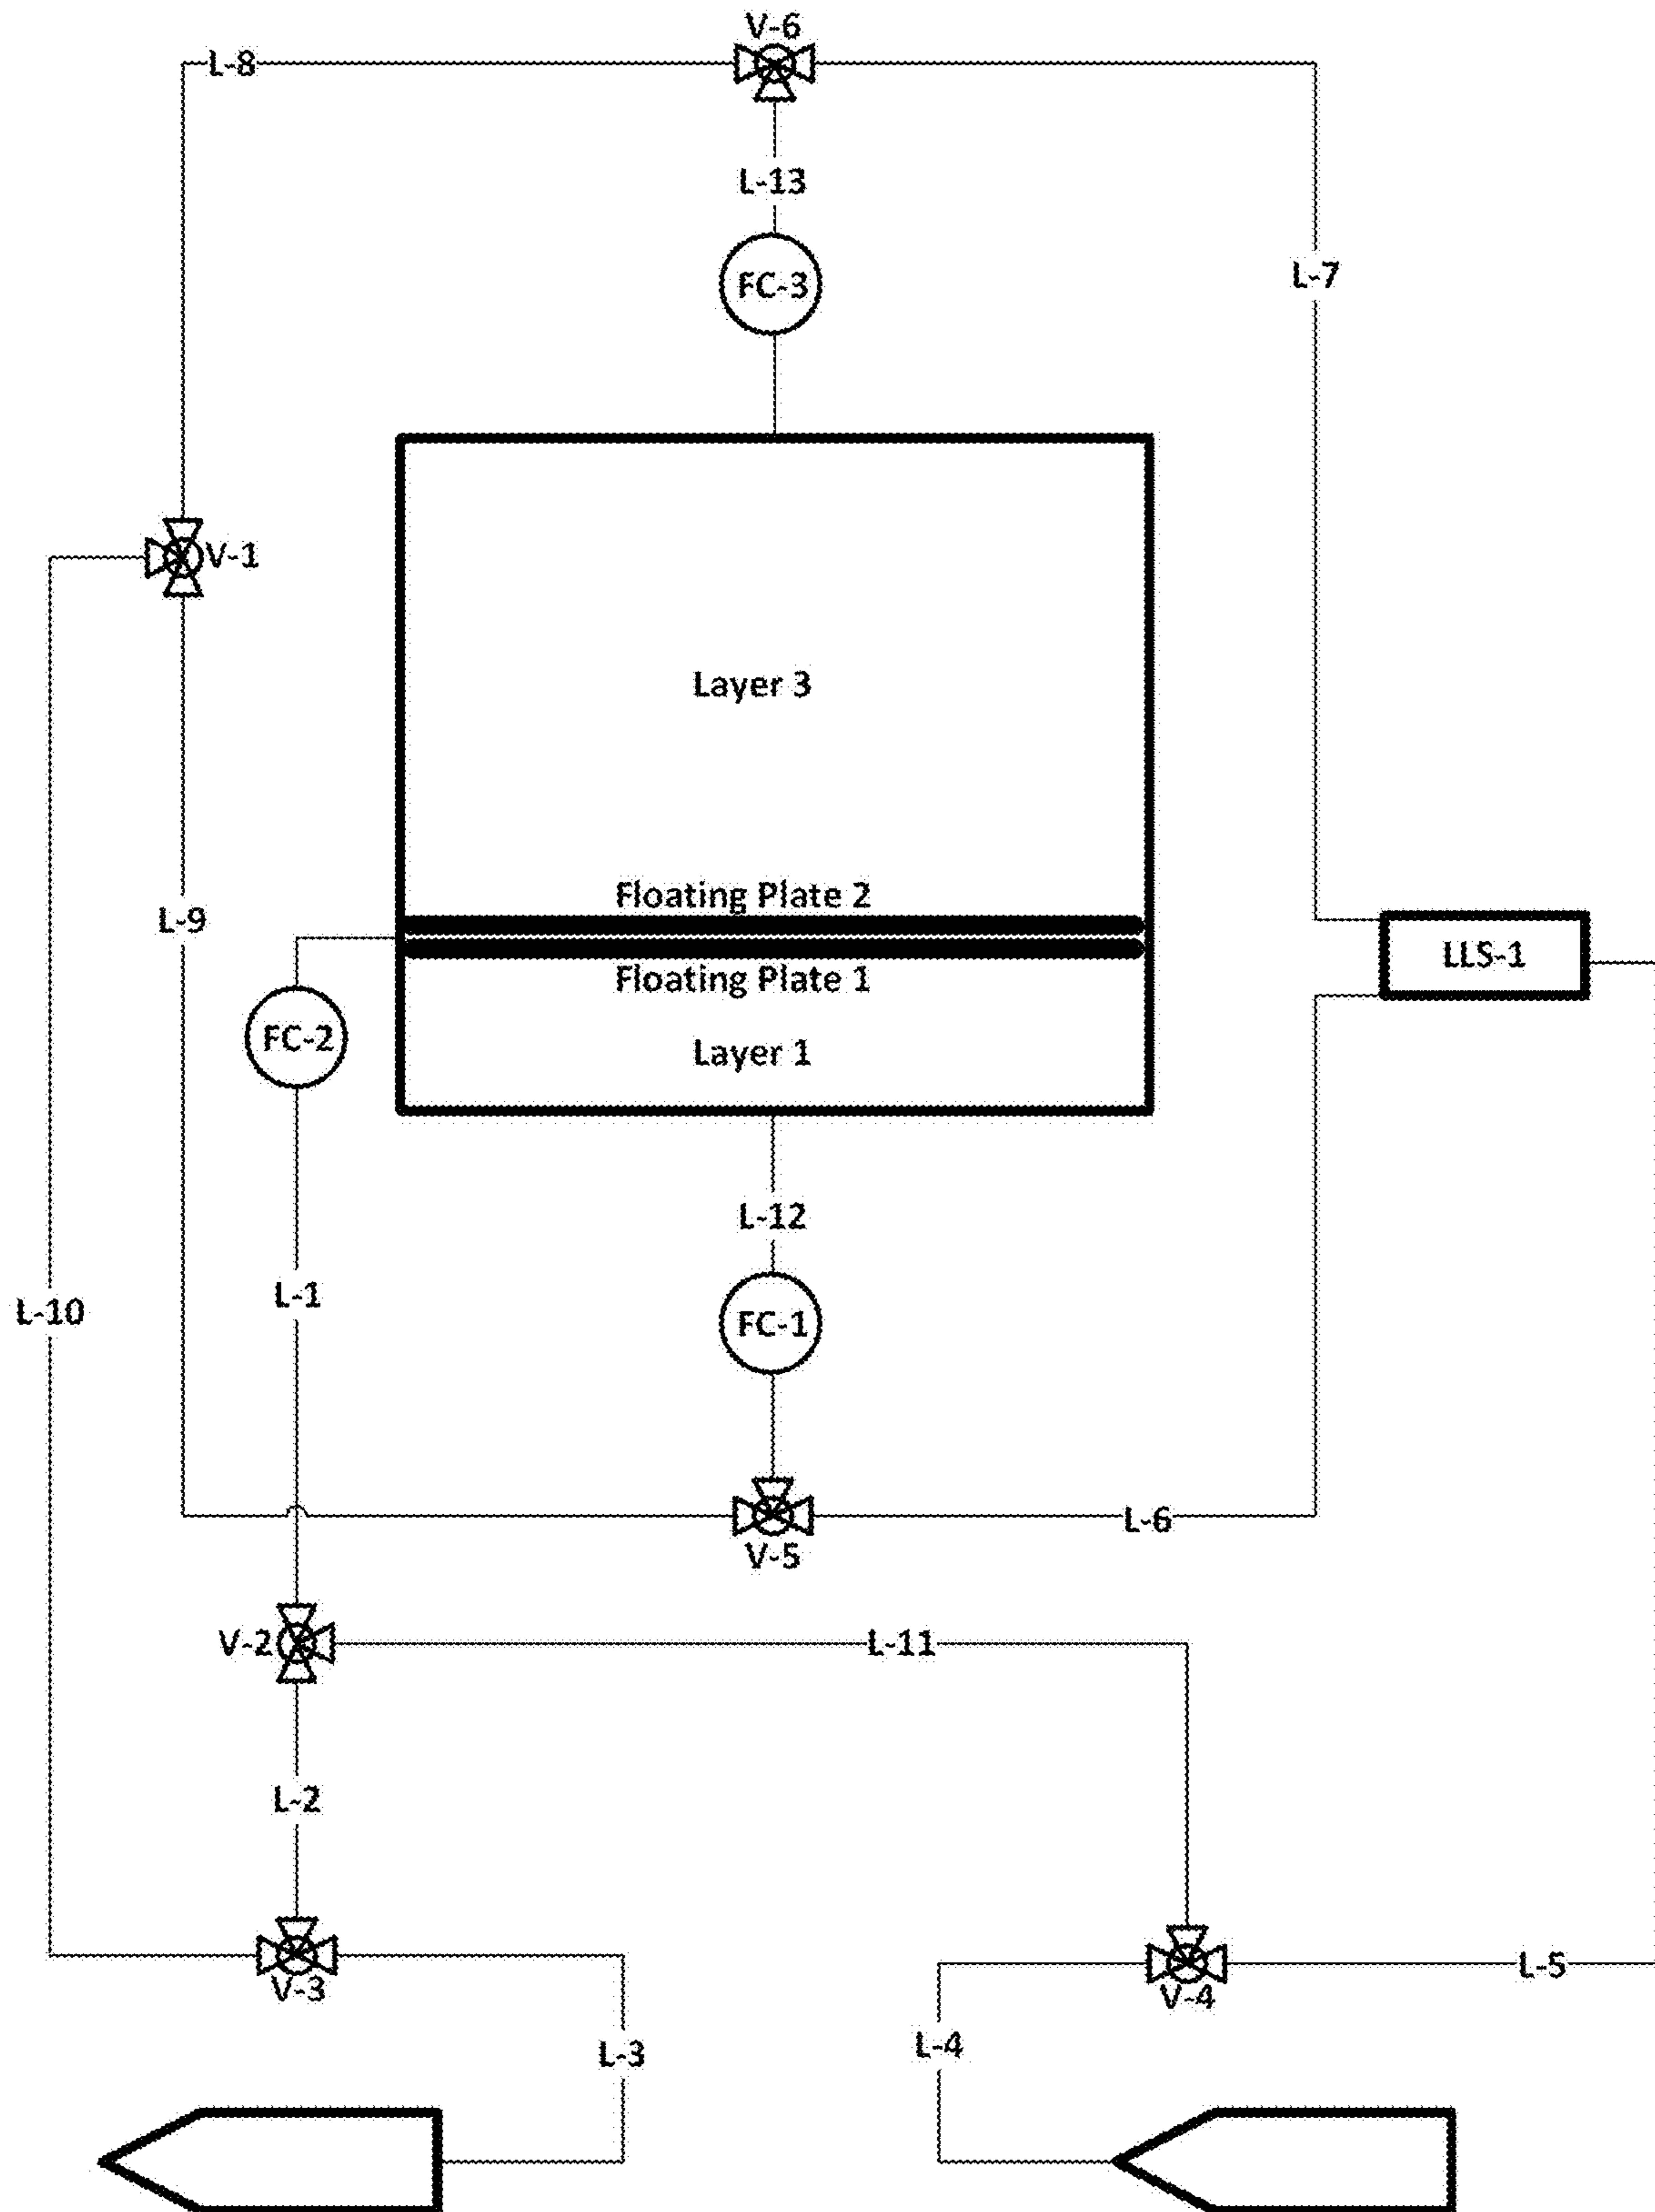 V-6
L-8
L-13
FC-3
L-7
V-1
Layer 3
Floating Plate 2
L-9
LLS-1
Floating Plate 1
FC-2
Layer 1
L-12
L-1
L-10
FC-1
L-6
V-5
V-2
L-11
L-2
V-3
L-5
V-4
L-4
L-3